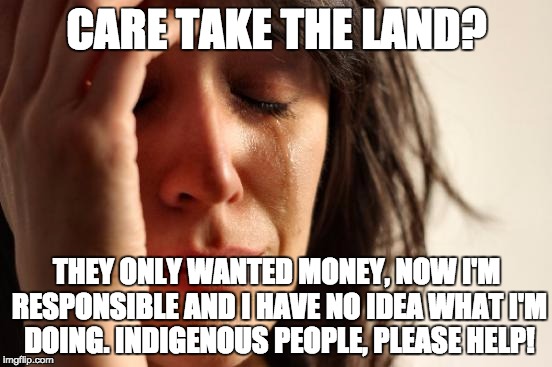 CARE TAKE THE LAND?
THEY ONLY WANTED MONEY, NOW I'M
RESPONSIBLE AND I HAVE NO IDEA WHAT I'M
DOING. INDIGENOUS PEOPLE, PLEASE HELP!
imgflip.com